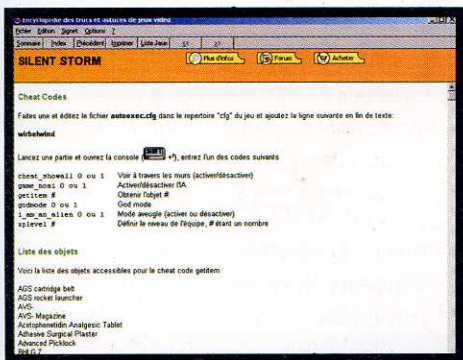 Encyclopédie des trucs et astuces de jeux vidéo
Fichier Edition Signet Options ?
Sommaire Index Précédent Imprimer Liste Jeux << >>
SILENT STORM
Plus d'infos Forum Acheter
Cheat Codes
Faites une et éditez le fichier autoexec.cfg dans le repertoire "cfg" du jeu et ajoutez la ligne suivante en fin de texte:
wirbelwind
Lancez une partie et ouvrez la console ( ), entrez l'un des codes suivants
cheat_showall 0 ou 1 Voir à travers les murs (activer/désactiver)
game_noai 0 ou 1 Activer/désactiver l'IA
getitem # Obtenir l'objet #
godmode 0 ou 1 God mode
i_am_an_alien 0 ou 1 Mode aveugle (activer ou désactiver)
xplevel # Définir le niveau de l'équipe, # étant un nombre
Liste des objets
Voici la liste des objets accessibles pour le cheat code getitem
AGS cartridge belt
AGS rocket launcher
AVS-
AVS- Magazine
Acetophenetidin Analgesic Tablet
Adhesive Surgical Plaster
Advanced Picklock